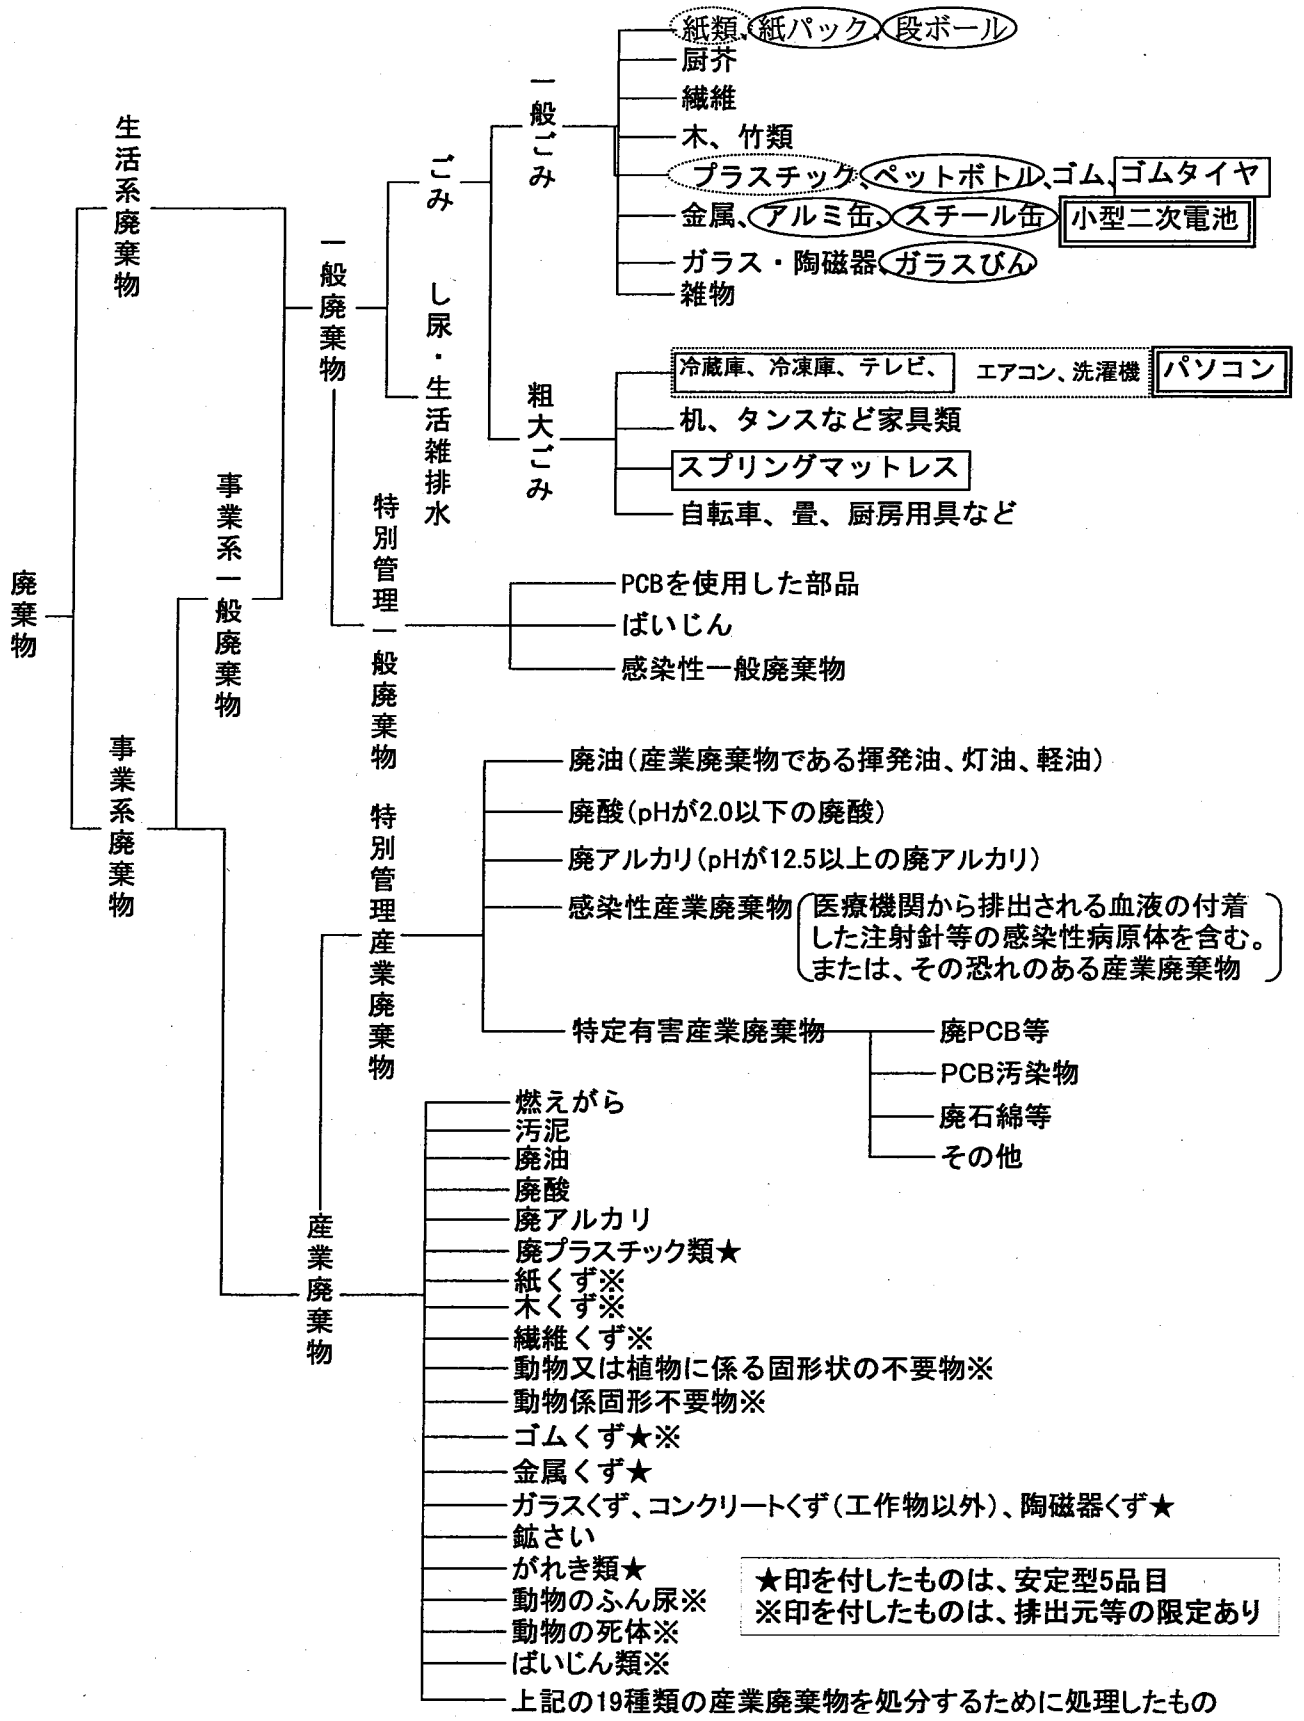 廃棄物
生活系廃棄物
事業系廃棄物
事業系一般廃棄物
一般廃棄物
特別管理一般廃棄物
ごみ
し尿・生活雑排水
一般ごみ
紙類、紙パック、段ボール
厨芥
繊維
木、竹類
プラスチック、ペットボトル、ゴム、ゴムタイヤ
金属、アルミ缶、スチール缶 小型二次電池
ガラス・陶磁器、ガラスびん
雑物
粗大ごみ
冷蔵庫、冷凍庫、テレビ、 エアコン、洗濯機 パソコン
机、タンスなど家具類
スプリングマットレス
自転車、畳、厨房用具など
PCBを使用した部品
ばいじん
感染性一般廃棄物
特別管理産業廃棄物
廃油(産業廃棄物である揮発油、灯油、軽油)
廃酸(pHが2.0以下の廃酸)
廃アルカリ(pHが12.5以上の廃アルカリ)
感染性産業廃棄物(医療機関から排出される血液の付着
した注射針等の感染性病原体を含む。
または、その恐れのある産業廃棄物)
特定有害産業廃棄物
廃PCB等
PCB汚染物
廃石綿等
その他
産業廃棄物
燃えがら
汚泥
廃油
廃酸
廃アルカリ
廃プラスチック類★
紙くず※
木くず※
繊維くず※
動物又は植物に係る固形状の不要物※
動物係固形不要物※
ゴムくず★※
金属くず★
ガラスくず、コンクリートくず(工作物以外)、陶磁器くず★
鉱さい
がれき類★
動物のふん尿※
動物の死体※
ばいじん類※
上記の19種類の産業廃棄物を処分するために処理したもの
★印を付したものは、安定型5品目
※印を付したものは、排出元等の限定あり